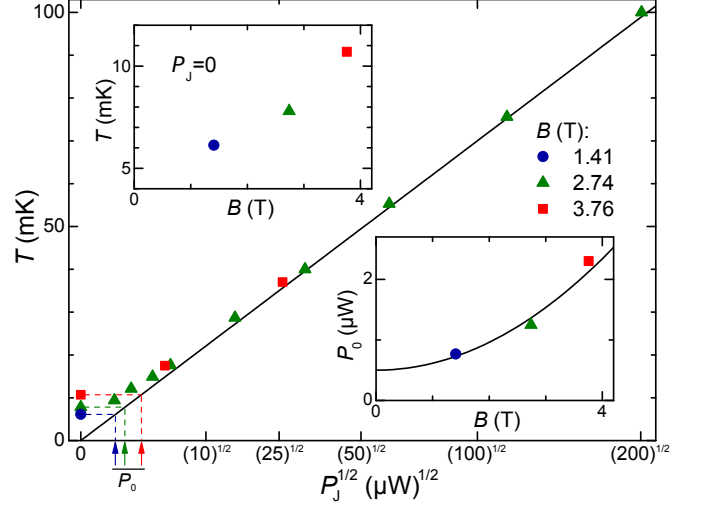 100
50
0
T (mK)
10
5
T (mK)
P_J=0
0
4
B (T)
B (T):
1.41
2.74
3.76
2
0
P_0 (μW)
0
4
B (T)
0
(10)^1/2
(25)^1/2
(50)^1/2
(100)^1/2
(200)^1/2
P_0
P_J^1/2 (μW)^1/2